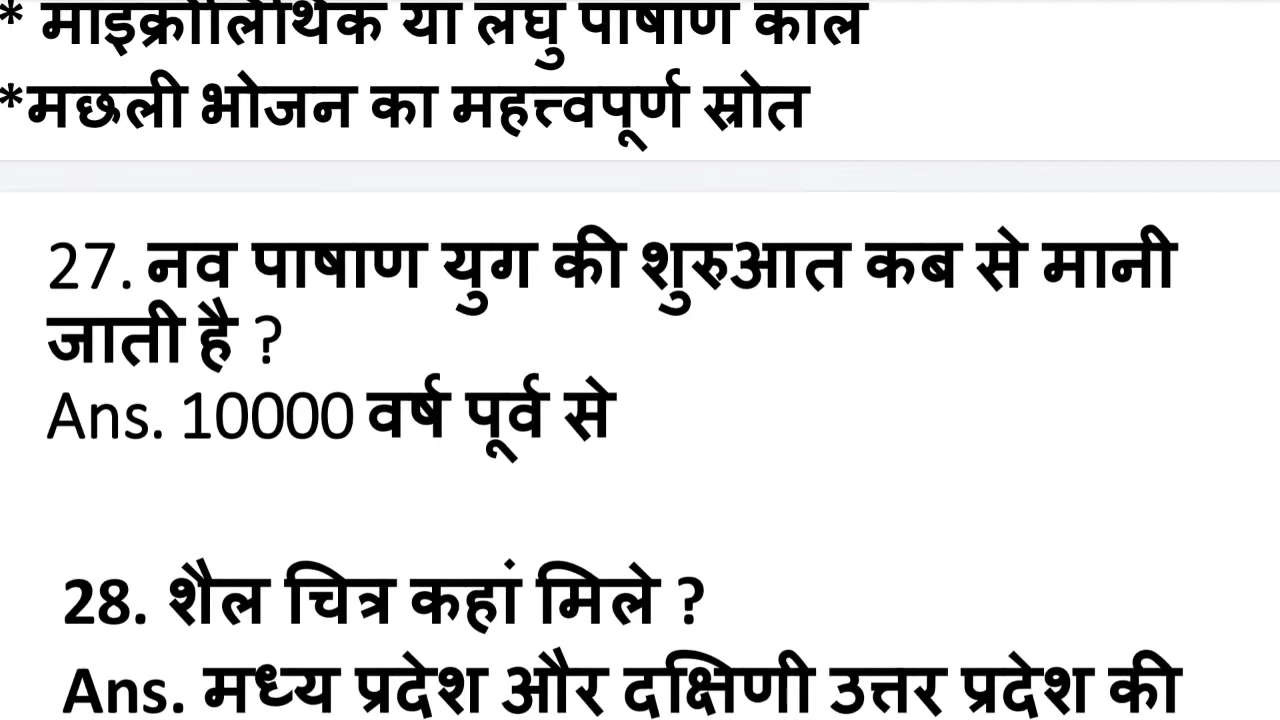 * माइक्रोलिथिक या लघु पाषाण काल
*मछली भोजन का महत्त्वपूर्ण स्रोत
27. नव पाषाण युग की शुरुआत कब से मानी
जाती है ?
Ans. 10000 वर्ष पूर्व से
28. शैल चित्र कहां मिले ?
Ans. मध्य प्रदेश और दक्षिणी उत्तर प्रदेश की